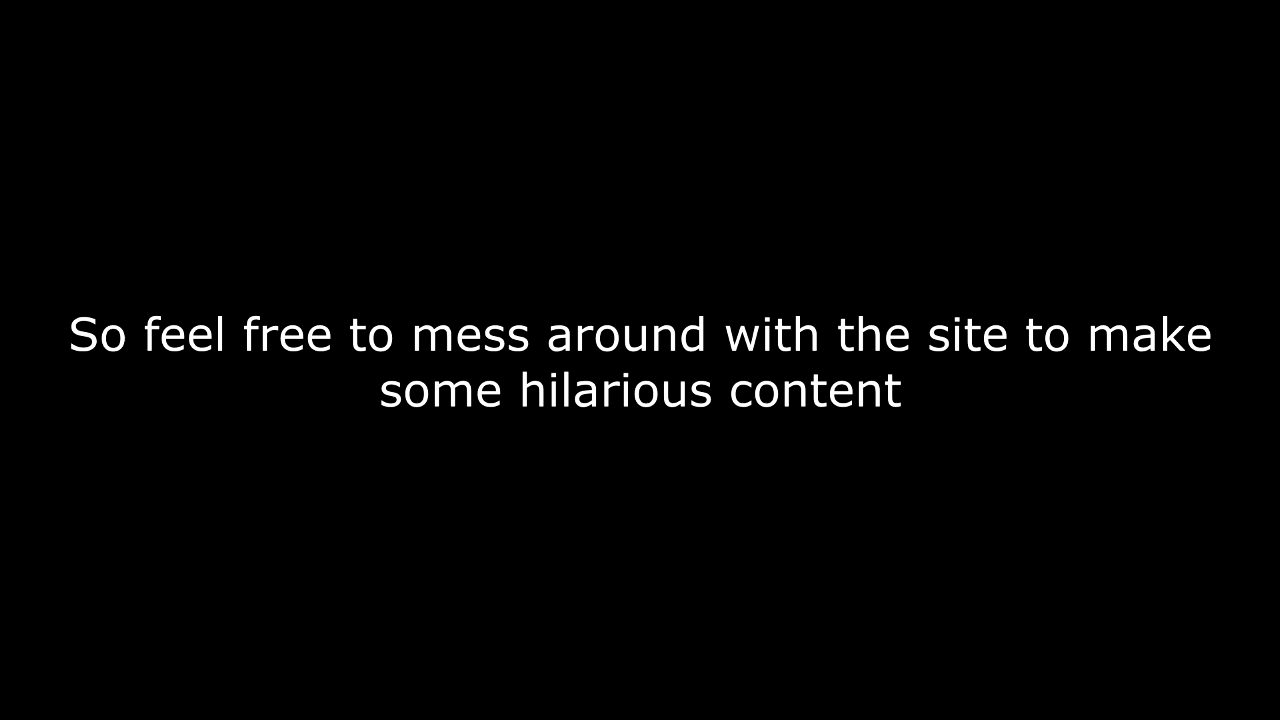 So feel free to mess around with the site to make
some hilarious content